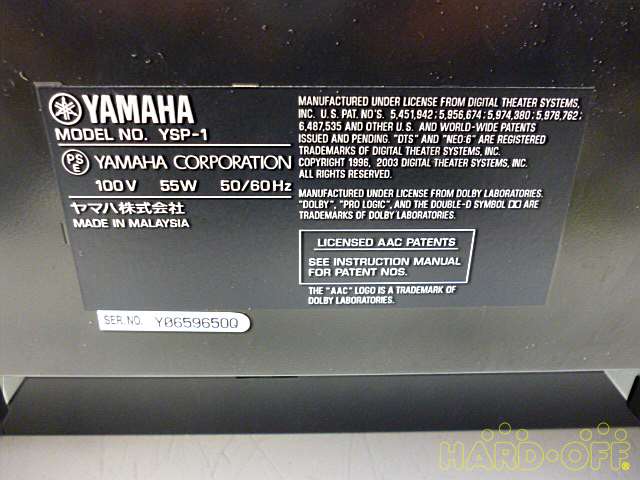 YAMAHA
MODEL NO. YSP-1
PS E YAMAHA CORPORATION
100V 55W 50/60Hz
ヤマハ株式会社
MADE IN MALAYSIA
SER.NO. Y0659650Q
MANUFACTURED UNDER LICENSE FROM DIGITAL THEATER SYSTEMS,
INC. U.S. PAT. NO'S. 5,451,942; 5,956,674; 5,974,380; 5,978,762;
6,487,535 AND OTHER U.S. AND WORLD-WIDE PATENTS
ISSUED AND PENDING. "DTS" AND "NEO:6" ARE REGISTERED
TRADEMARKS OF DIGITAL THEATER SYSTEMS, INC.
COPYRIGHT 1996, 2003 DIGITAL THEATER SYSTEMS, INC.
ALL RIGHTS RESERVED.
MANUFACTURED UNDER LICENSE FROM DOLBY LABORATORIES.
"DOLBY", "PRO LOGIC", AND THE DOUBLE-D SYMBOL ARE
TRADEMARKS OF DOLBY LABORATORIES.
LICENSED AAC PATENTS
SEE INSTRUCTION MANUAL
FOR PATENT NOS.
THE "AAC" LOGO IS A TRADEMARK OF
DOLBY LABORATORIES.
HARD-OFF